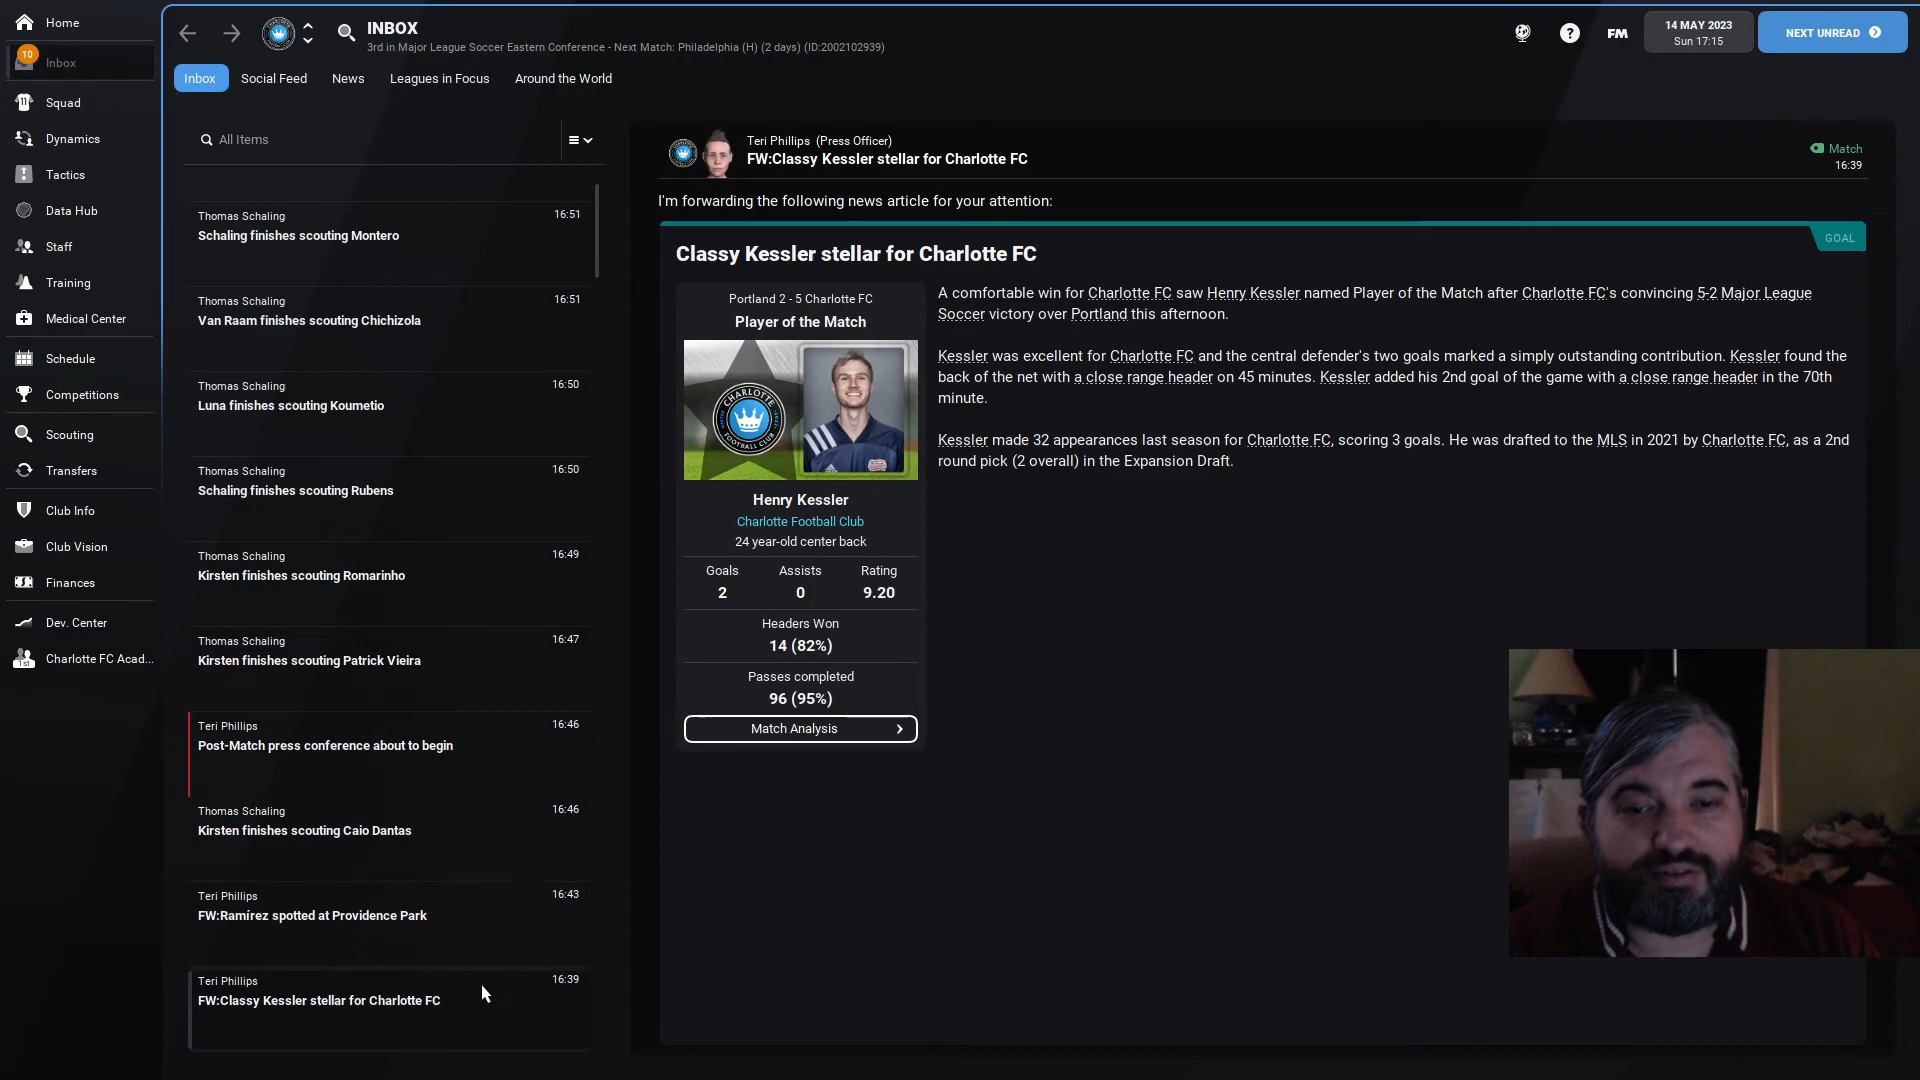 Home
10
Inbox
Squad
Dynamics
Tactics
Data Hub
Staff
Training
Medical Center
Schedule
Competitions
Scouting
Transfers
Club Info
Club Vision
Finances
Dev. Center
1st
Charlotte FC Acad...
INBOX
3rd in Major League Soccer Eastern Conference - Next Match: Philadelphia (H) (2 days) (ID:2002102939)
FM
14 MAY 2023
Sun 17:15
NEXT UNREAD
Inbox
Social Feed
News
Leagues in Focus
Around the World
All Items
Thomas Schaling
16:51
Schaling finishes scouting Montero
Thomas Schaling
16:51
Van Raam finishes scouting Chichizola
Thomas Schaling
16:50
Luna finishes scouting Koumetio
Thomas Schaling
16:50
Schaling finishes scouting Rubens
Thomas Schaling
16:49
Kirsten finishes scouting Romarinho
Thomas Schaling
16:47
Kirsten finishes scouting Patrick Vieira
Teri Phillips
16:46
Post-Match press conference about to begin
Thomas Schaling
16:46
Kirsten finishes scouting Caio Dantas
Teri Phillips
16:43
FW:Ramírez spotted at Providence Park
Teri Phillips
16:39
FW:Classy Kessler stellar for Charlotte FC
Teri Phillips (Press Officer)
FW:Classy Kessler stellar for Charlotte FC
Match
16:39
I'm forwarding the following news article for your attention:
GOAL
Classy Kessler stellar for Charlotte FC
Portland 2 - 5 Charlotte FC
Player of the Match
CHARLOTTE
FOOTBALL CLUB
Henry Kessler
Charlotte Football Club
24 year-old center back
Goals
Assists
Rating
2
0
9.20
Headers Won
14 (82%)
Passes completed
96 (95%)
Match Analysis
A comfortable win for Charlotte FC saw Henry Kessler named Player of the Match after Charlotte FC's convincing 5-2 Major League
Soccer victory over Portland this afternoon.
Kessler was excellent for Charlotte FC and the central defender's two goals marked a simply outstanding contribution. Kessler found the
back of the net with a close range header on 45 minutes. Kessler added his 2nd goal of the game with a close range header in the 70th
minute.
Kessler made 32 appearances last season for Charlotte FC, scoring 3 goals. He was drafted to the MLS in 2021 by Charlotte FC, as a 2nd
round pick (2 overall) in the Expansion Draft.